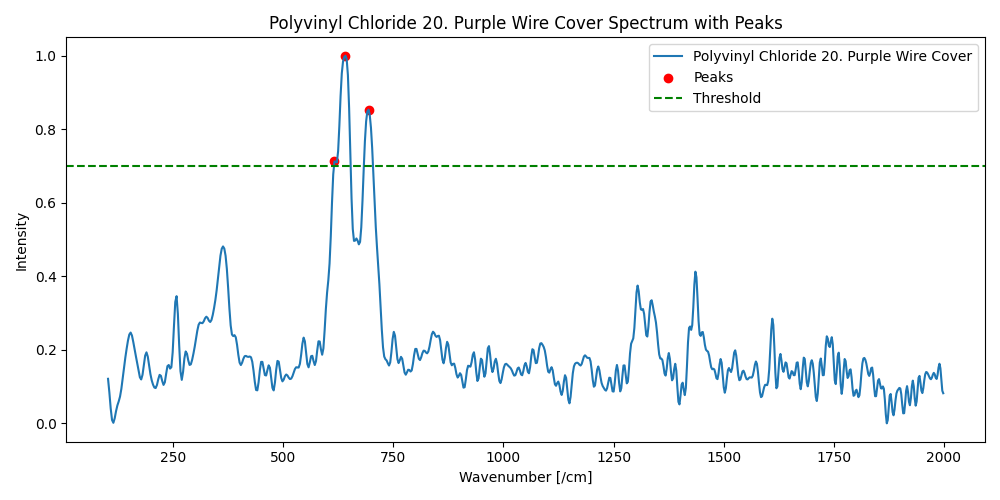 Polyvinyl Chloride 20. Purple Wire Cover Spectrum with Peaks
Polyvinyl Chloride 20. Purple Wire Cover
Peaks
Threshold
Intensity
1.0
0.8
0.6
0.4
0.2
0.0
250 500 750 1000 1250 1500 1750 2000
Wavenumber [/cm]